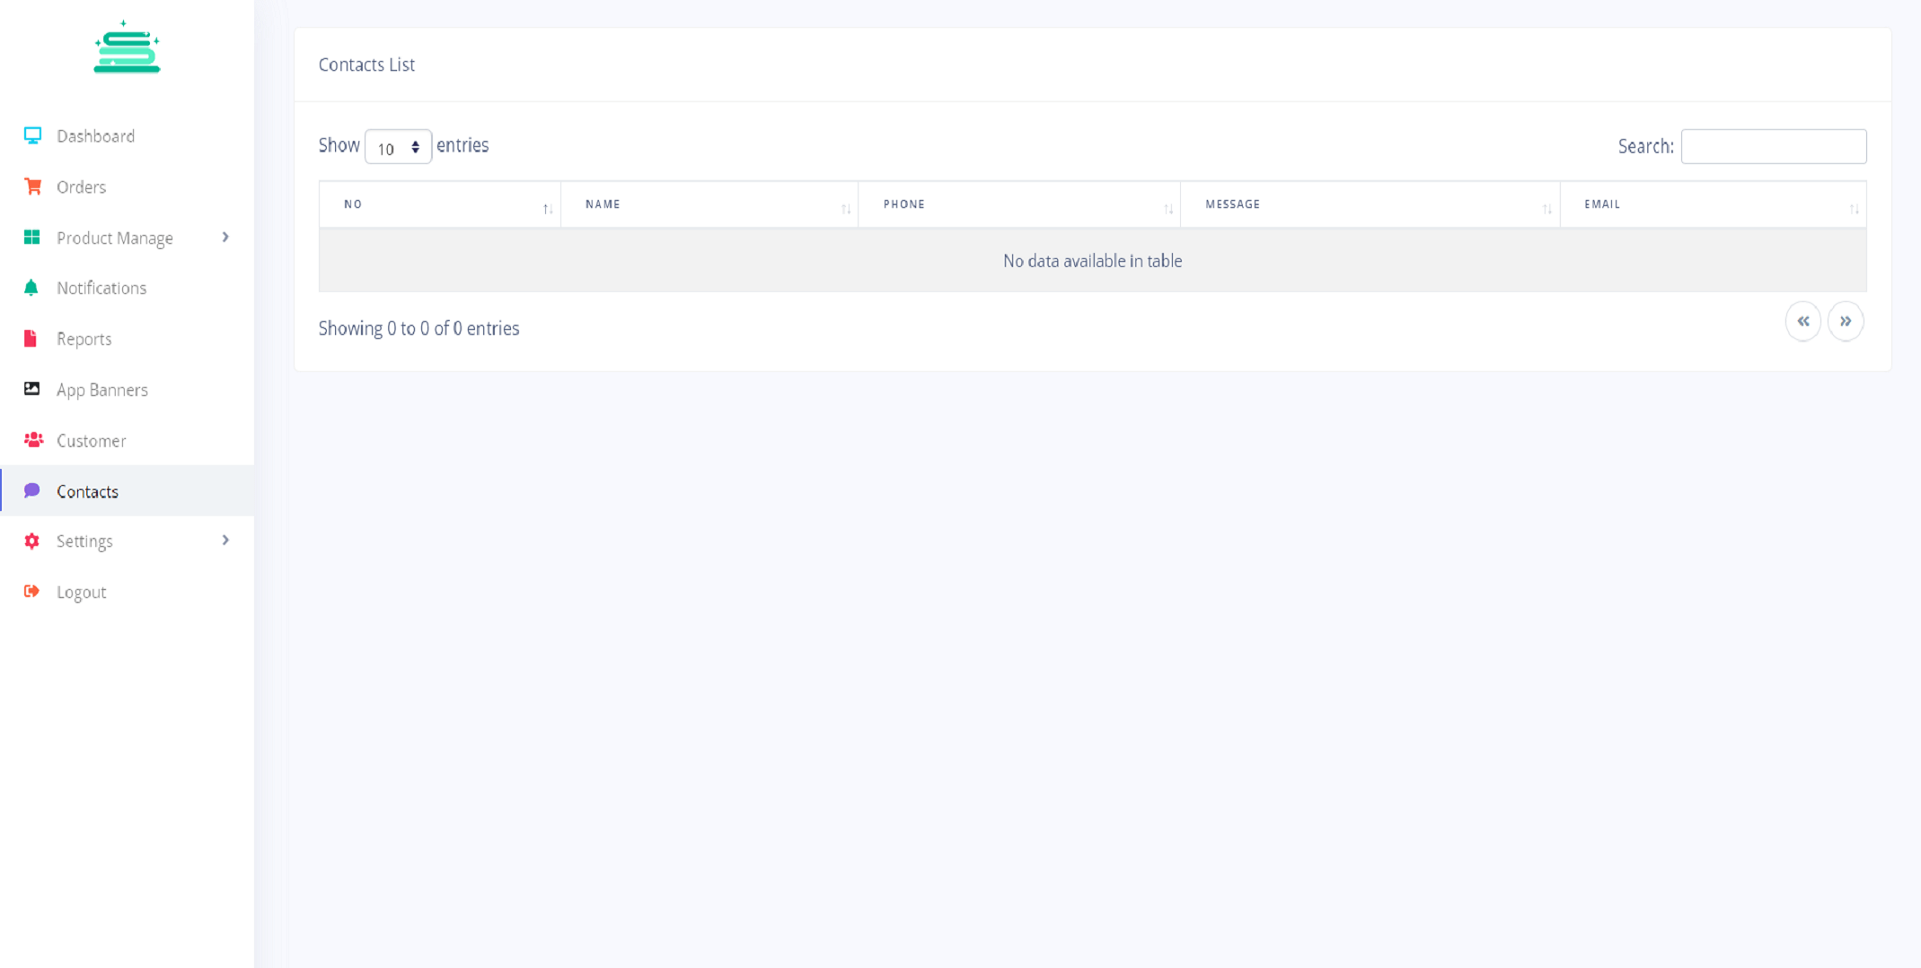 Dashboard
Orders
Product Manage
Notifications
Reports
App Banners
Customer
Contacts
Settings
Logout
Contacts List
Show 10 entries
Search:
NO NAME PHONE MESSAGE EMAIL
No data available in table
Showing 0 to 0 of 0 entries
« »